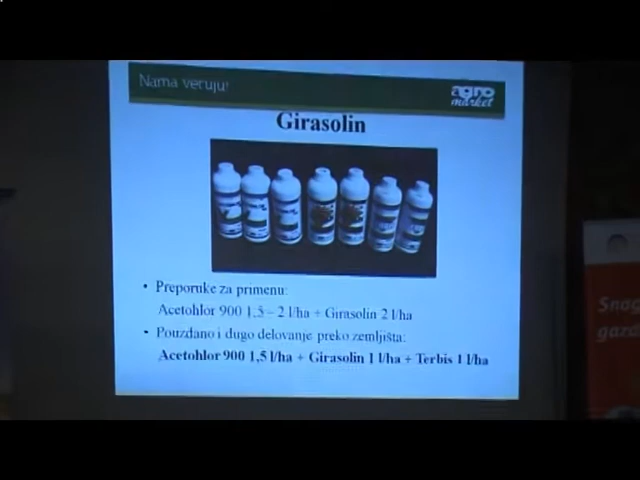 Nama veruju!
agro
market
Girasolin
• Preporuke za primenu:
Acetohlor 900 1,5 – 2 l/ha + Girasolin 2 l/ha
• Pouzdano i dugo delovanje preko zemljišta:
Acetohlor 900 1,5 l/ha + Girasolin 1 l/ha + Terbis 1 l/ha
Snag
gazd